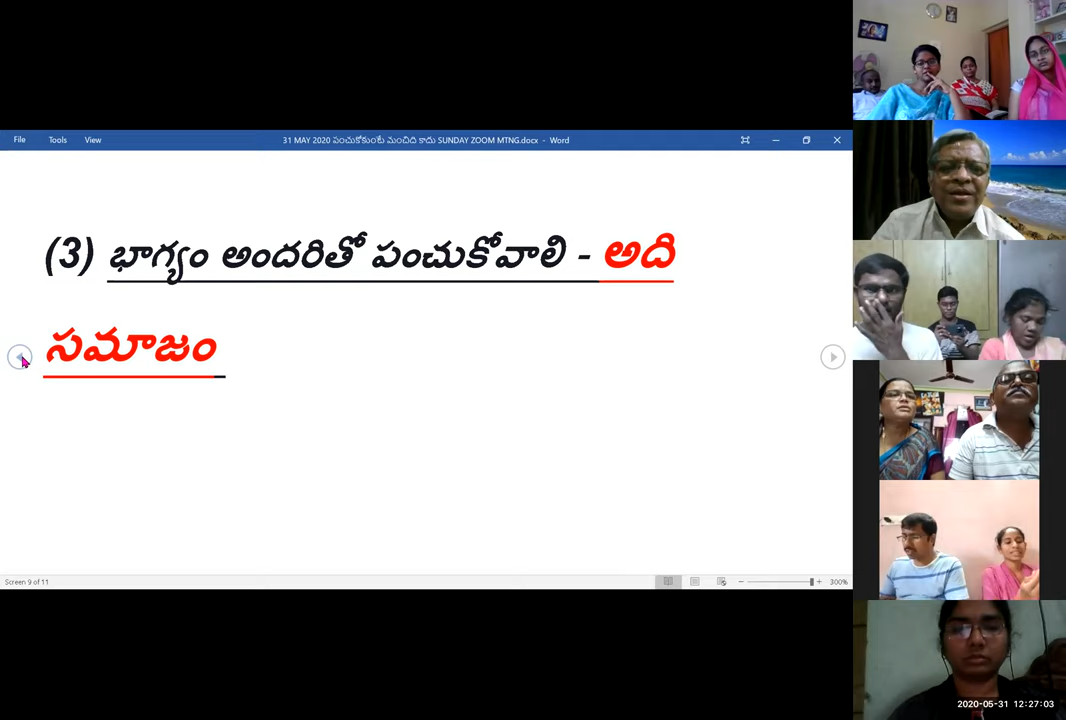 File Tools View 31 MAY 2020 పంచుకోకుంటే మంచిది కాదు SUNDAY ZOOM MTNG.docx - Word
(3) భాగ్యం అందరితో పంచుకోవాలి - అది
సమాజం
Screen 9 of 11 300%
2020-05-31 12:27:03